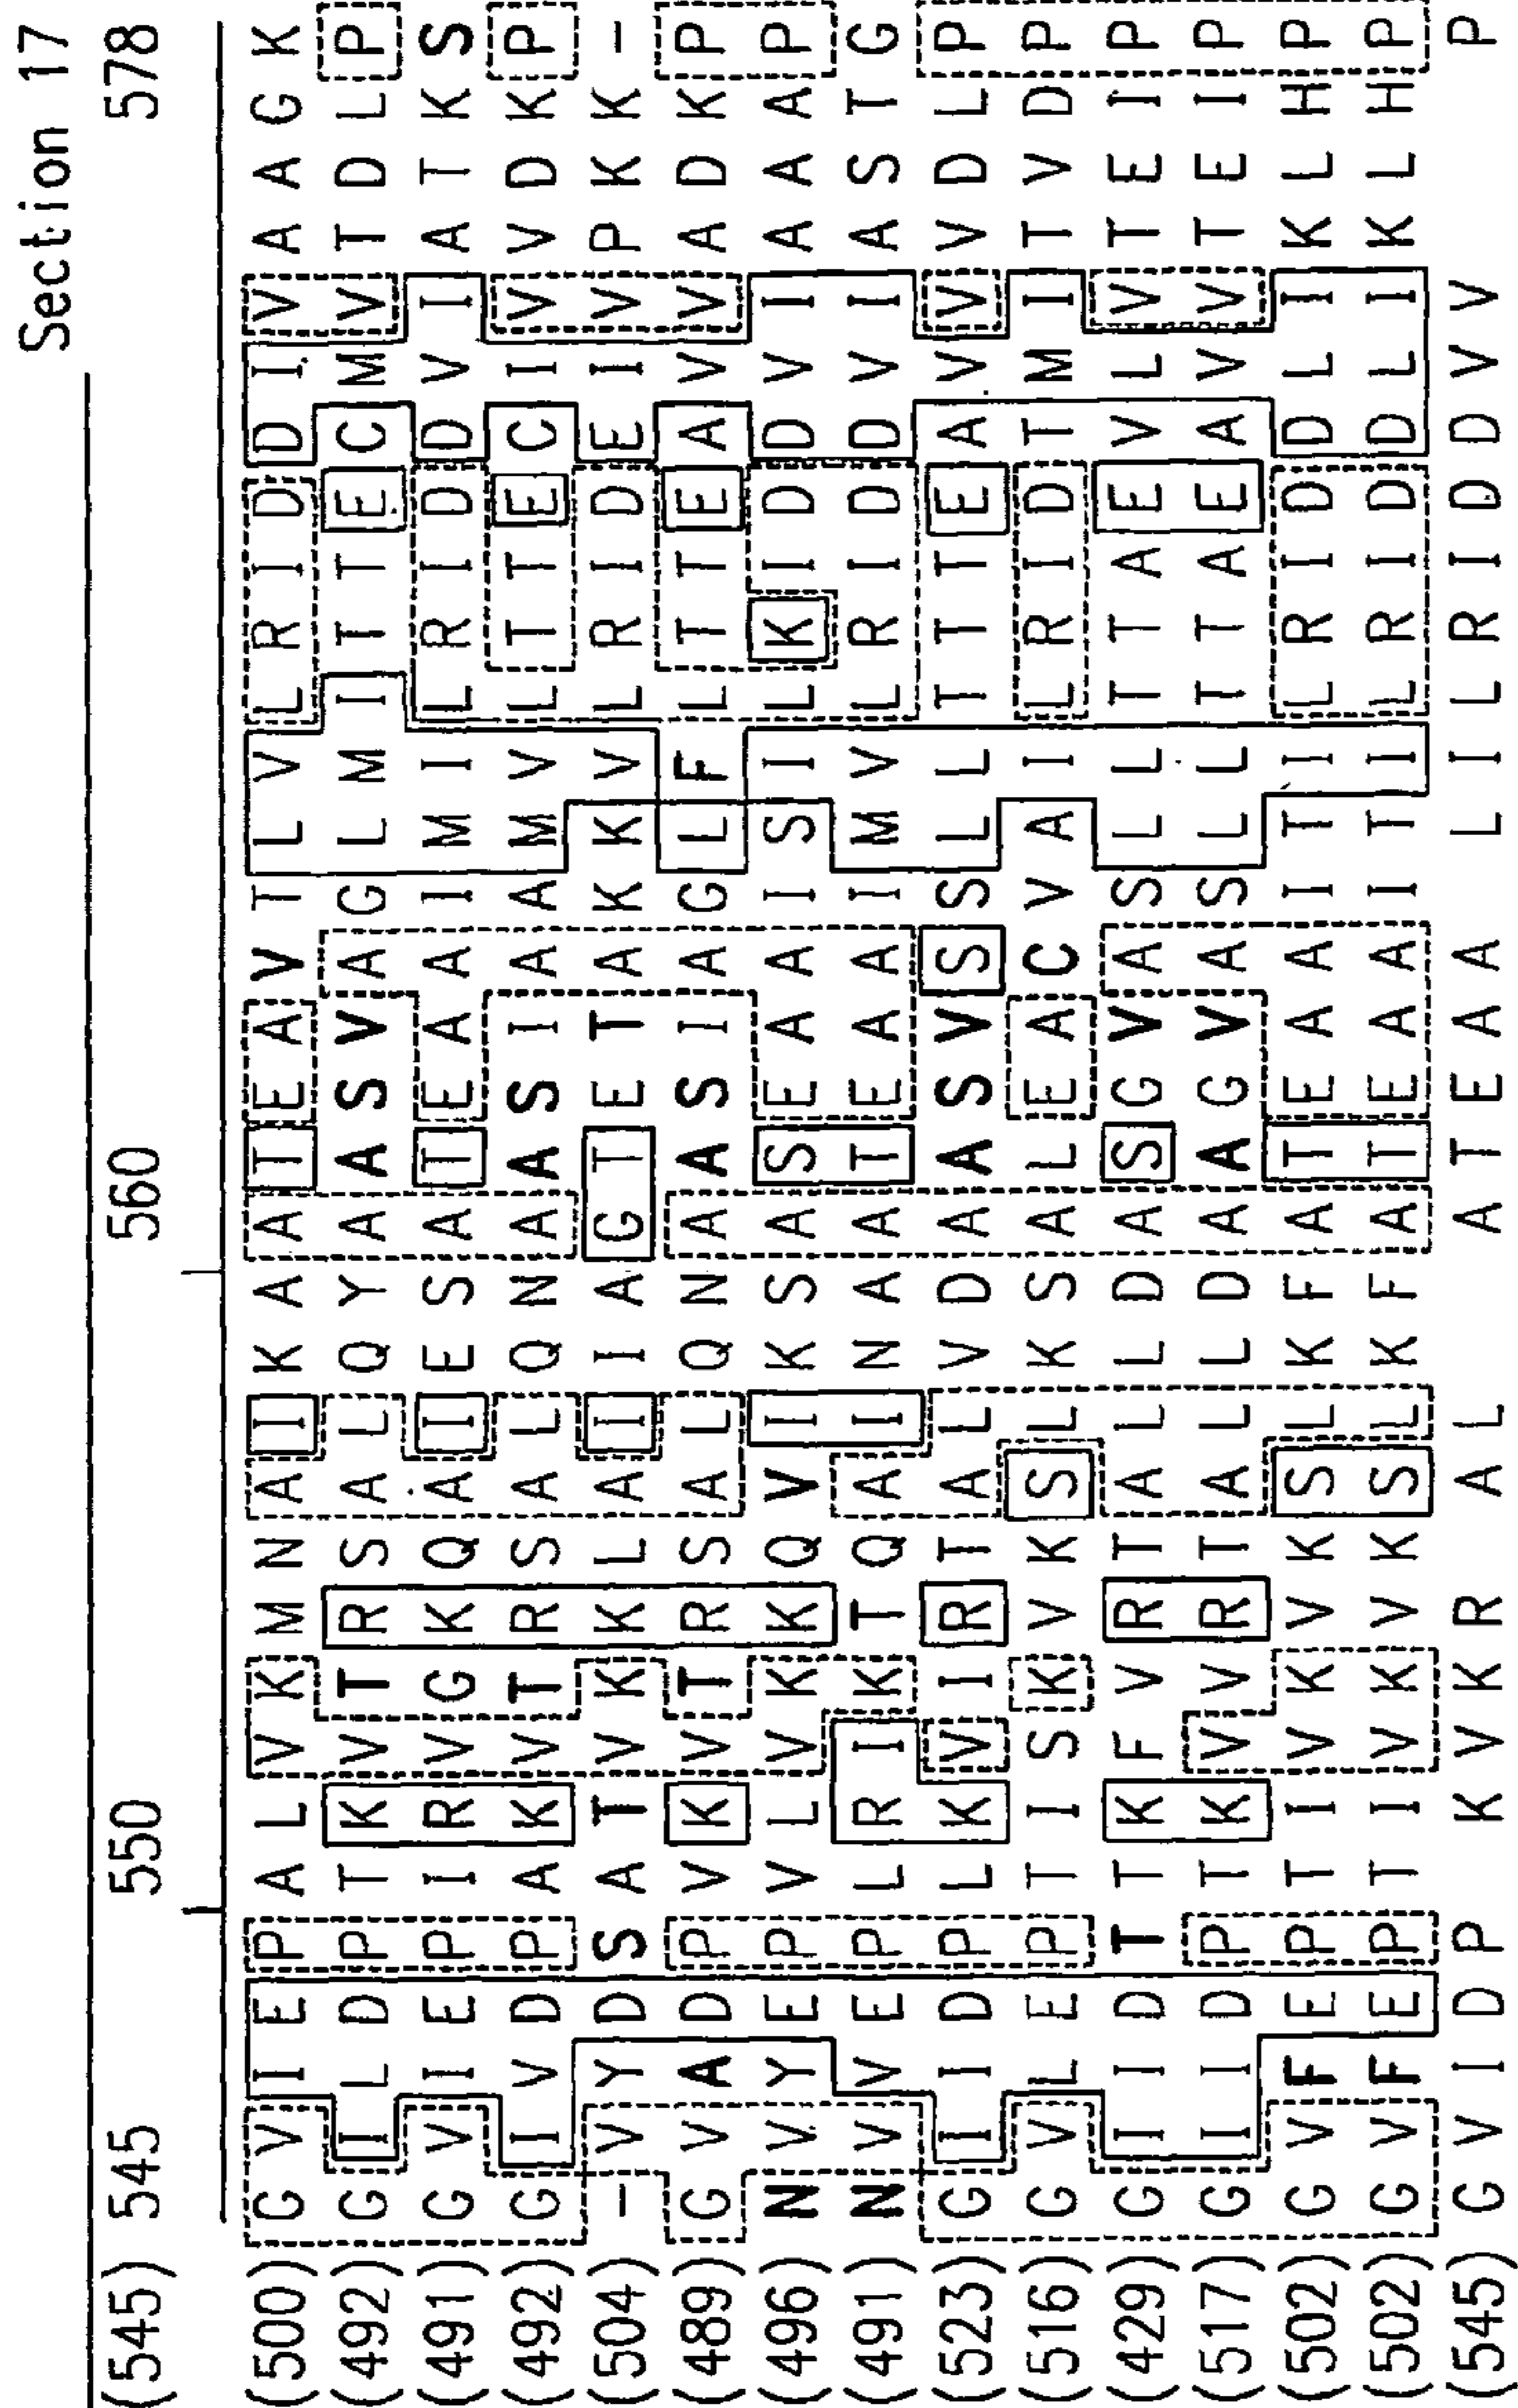 Section 17
(545) 545 550 560 578
(500) G V I E P A L V K M N A I K A A T E A V T L V L R I D D I V A A G K
(492) G I L D P T K V T R S A L Q Y A A S V A G L M I T T E C M V T D L P
(491) G V I E P I R V G K Q A I E S A T E A A I M I L R I D D V I A T K S
(492) G I V D P A K V T R S A L Q N A A S I A A M V L T T E C I V V D K P
(504) - V Y D S A T V K K L A I I A G T E T A K K V L R I D E I V P K K -
(489) G V A D P V K V T R S A L Q N A A S I A G L F L T T E A V V A D K P
(496) N V Y E P V L V K K Q V I K S A S E A A I S I L K I D D V I A A A P
(491) N V V E P L R I K T Q A I N A A T E A A I M V L R I D D V I A S T G
(523) G I I D P L K V I R T A L V D A A S V S S L L T T T E A V V V D L P
(516) G V L E P T I S K V K S L K S A L E A C V A I L R I D T M I T V D P
(429) G I I D T T K F V R T A L L D A S G V A S L L T T A E V L V T E I P
(517) G I I D P T K V V R T A L L D A A G V A S L L T T A E A V V T E I P
(502) G V F E P T I V K V K S L K F A T E A A I T I L R I D D L I K L H P
(502) G V F E P T I V K V K S L K F A T E A A I T I L R I D D L I K L H P
(545) G V I D P K V K R A L A T E A A L I L R I D D V V P